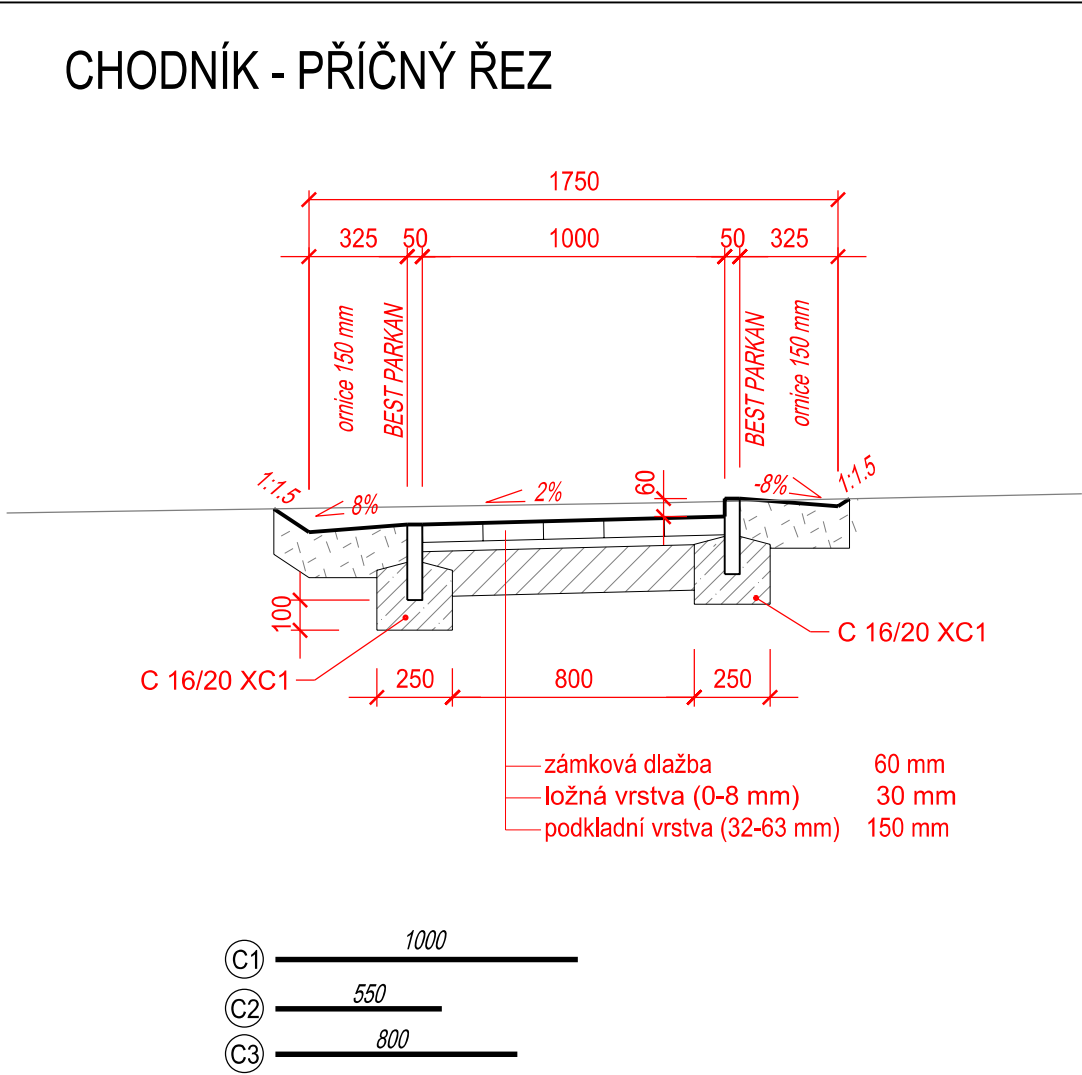 CHODNÍK - PŘÍČNÝ ŘEZ
1750
325 50 1000 50 325
ornice 150 mm
BEST PARKAN
BEST PARKAN
ornice 150 mm
1:1.5
8%
2%
60
-8%
1:1.5
100
C 16/20 XC1
C 16/20 XC1
250 800 250
zámková dlažba 60 mm
ložná vrstva (0-8 mm) 30 mm
podkladní vrstva (32-63 mm) 150 mm
C1 1000
C2 550
C3 800